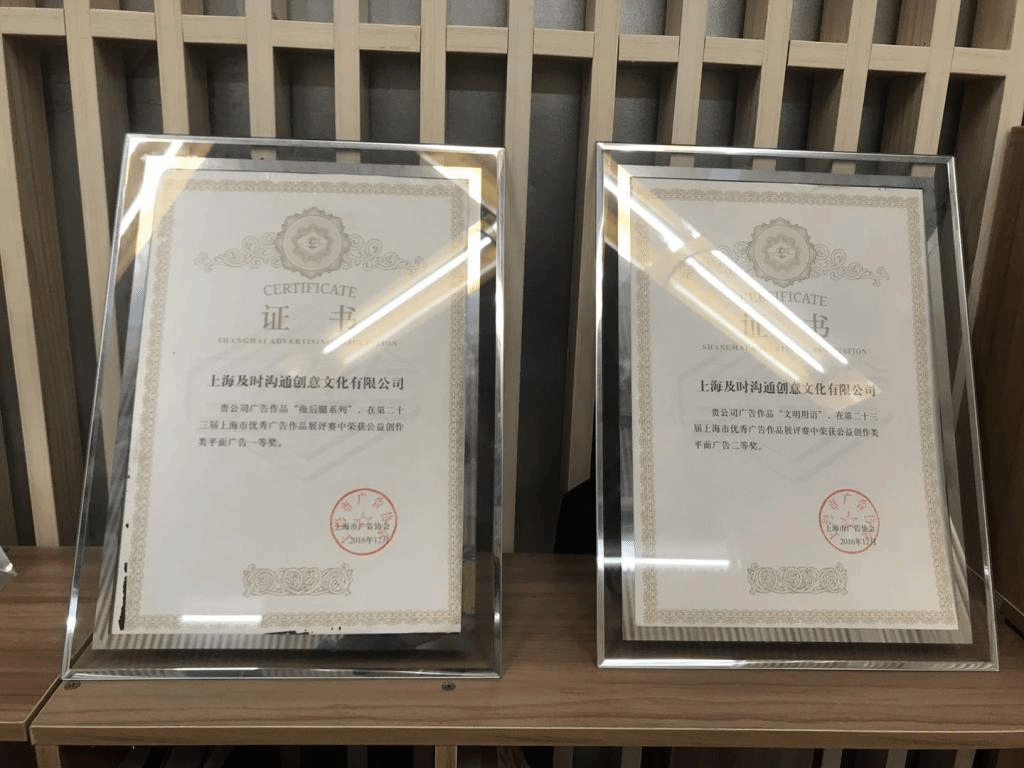 CERTIFICATE
证 书
SHANGHAI ADVERTISING ASSOCIATION
上海及时沟通创意文化有限公司
贵公司广告作品“拖后腿系列”，在第二十
三届上海市优秀广告作品展评赛中荣获公益创作
类平面广告一等奖。
上海市广告协会
2016年12月
CERTIFICATE
证 书
SHANGHAI ADVERTISING ASSOCIATION
上海及时沟通创意文化有限公司
贵公司广告作品“文明用语”，在第二十三
届上海市优秀广告作品展评赛中荣获公益创作类
平面广告二等奖。
上海市广告协会
2016年12月